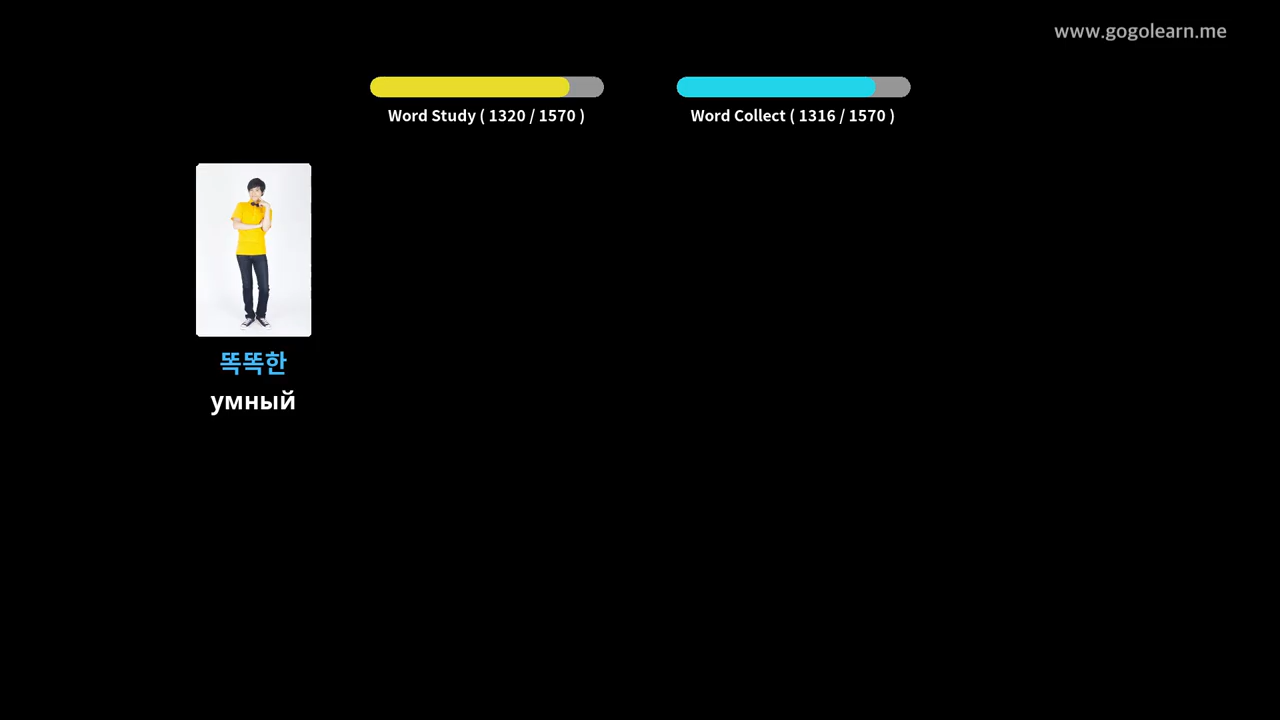 www.gogolearn.me
Word Study ( 1320 / 1570 )
Word Collect ( 1316 / 1570 )
똑똑한
умный